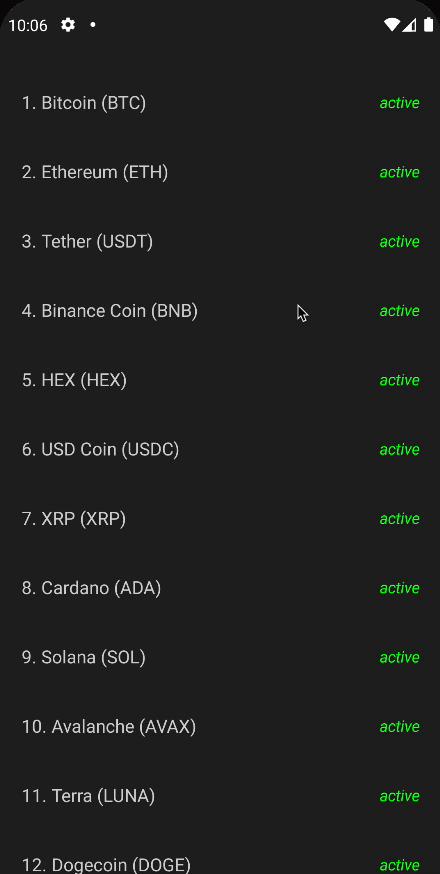 10:06
1. Bitcoin (BTC) active
2. Ethereum (ETH) active
3. Tether (USDT) active
4. Binance Coin (BNB) active
5. HEX (HEX) active
6. USD Coin (USDC) active
7. XRP (XRP) active
8. Cardano (ADA) active
9. Solana (SOL) active
10. Avalanche (AVAX) active
11. Terra (LUNA) active
12. Dogecoin (DOGE) active